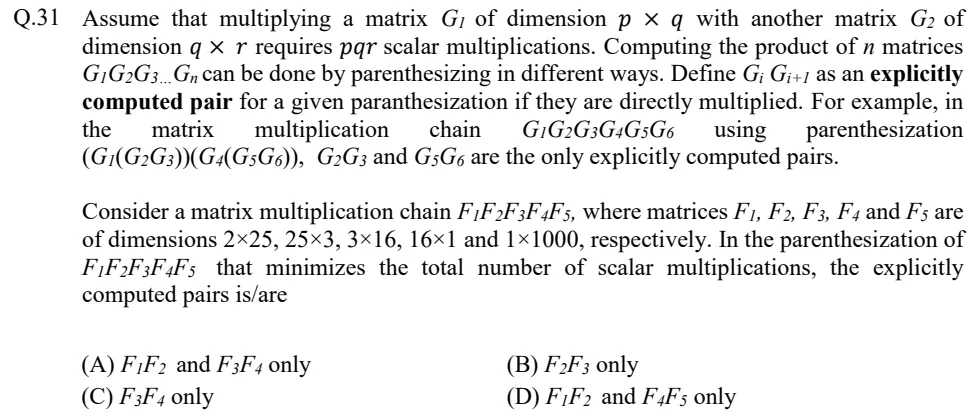 Q.31 Assume that multiplying a matrix G₁ of dimension p × q with another matrix G₂ of
dimension q × r requires pqr scalar multiplications. Computing the product of n matrices
G₁G₂G₃…Gₙ can be done by parenthesizing in different ways. Define Gᵢ Gᵢ₊₁ as an explicitly
computed pair for a given paranthesization if they are directly multiplied. For example, in
the matrix multiplication chain G₁G₂G₃G₄G₅G₆ using parenthesization
(G₁(G₂G₃))(G₄(G₅G₆)), G₂G₃ and G₅G₆ are the only explicitly computed pairs.
Consider a matrix multiplication chain F₁F₂F₃F₄F₅, where matrices F₁, F₂, F₃, F₄ and F₅ are
of dimensions 2×25, 25×3, 3×16, 16×1 and 1×1000, respectively. In the parenthesization of
F₁F₂F₃F₄F₅ that minimizes the total number of scalar multiplications, the explicitly
computed pairs is/are
(A) F₁F₂ and F₃F₄ only (B) F₂F₃ only
(C) F₃F₄ only (D) F₁F₂ and F₄F₅ only